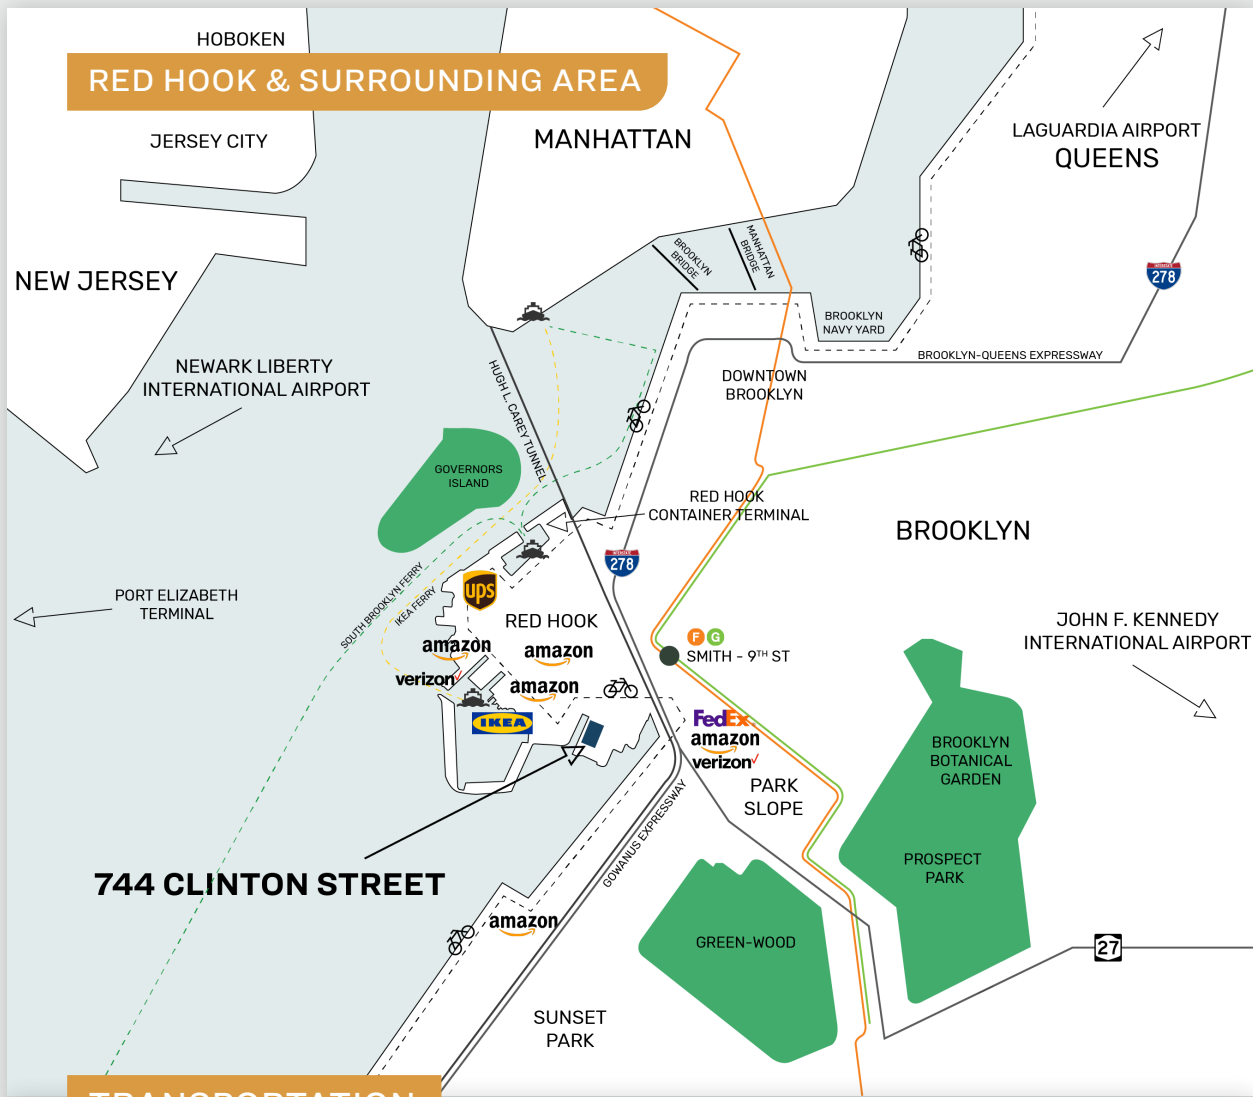 HOBOKEN
RED HOOK & SURROUNDING AREA
JERSEY CITY
MANHATTAN
LAGUARDIA AIRPORT
QUEENS
NEW JERSEY
BROOKLYN
BRIDGE
MANHATTAN
BRIDGE
INTERSTATE
278
BROOKLYN
NAVY YARD
BROOKLYN-QUEENS EXPRESSWAY
NEWARK LIBERTY
INTERNATIONAL AIRPORT
HUGH L. CAREY TUNNEL
DOWNTOWN
BROOKLYN
GOVERNORS
ISLAND
RED HOOK
CONTAINER TERMINAL
BROOKLYN
INTERSTATE
278
PORT ELIZABETH
TERMINAL
SOUTH BROOKLYN FERRY
IKEA FERRY
ups
RED HOOK
amazon
amazon
verizon
amazon
IKEA
F G
SMITH - 9TH ST
JOHN F. KENNEDY
INTERNATIONAL AIRPORT
FedEx
amazon
verizon
PARK
SLOPE
BROOKLYN
BOTANICAL
GARDEN
PROSPECT
PARK
GOWANUS EXPRESSWAY
744 CLINTON STREET
amazon
GREEN-WOOD
27
SUNSET
PARK
TRANSPORTATION